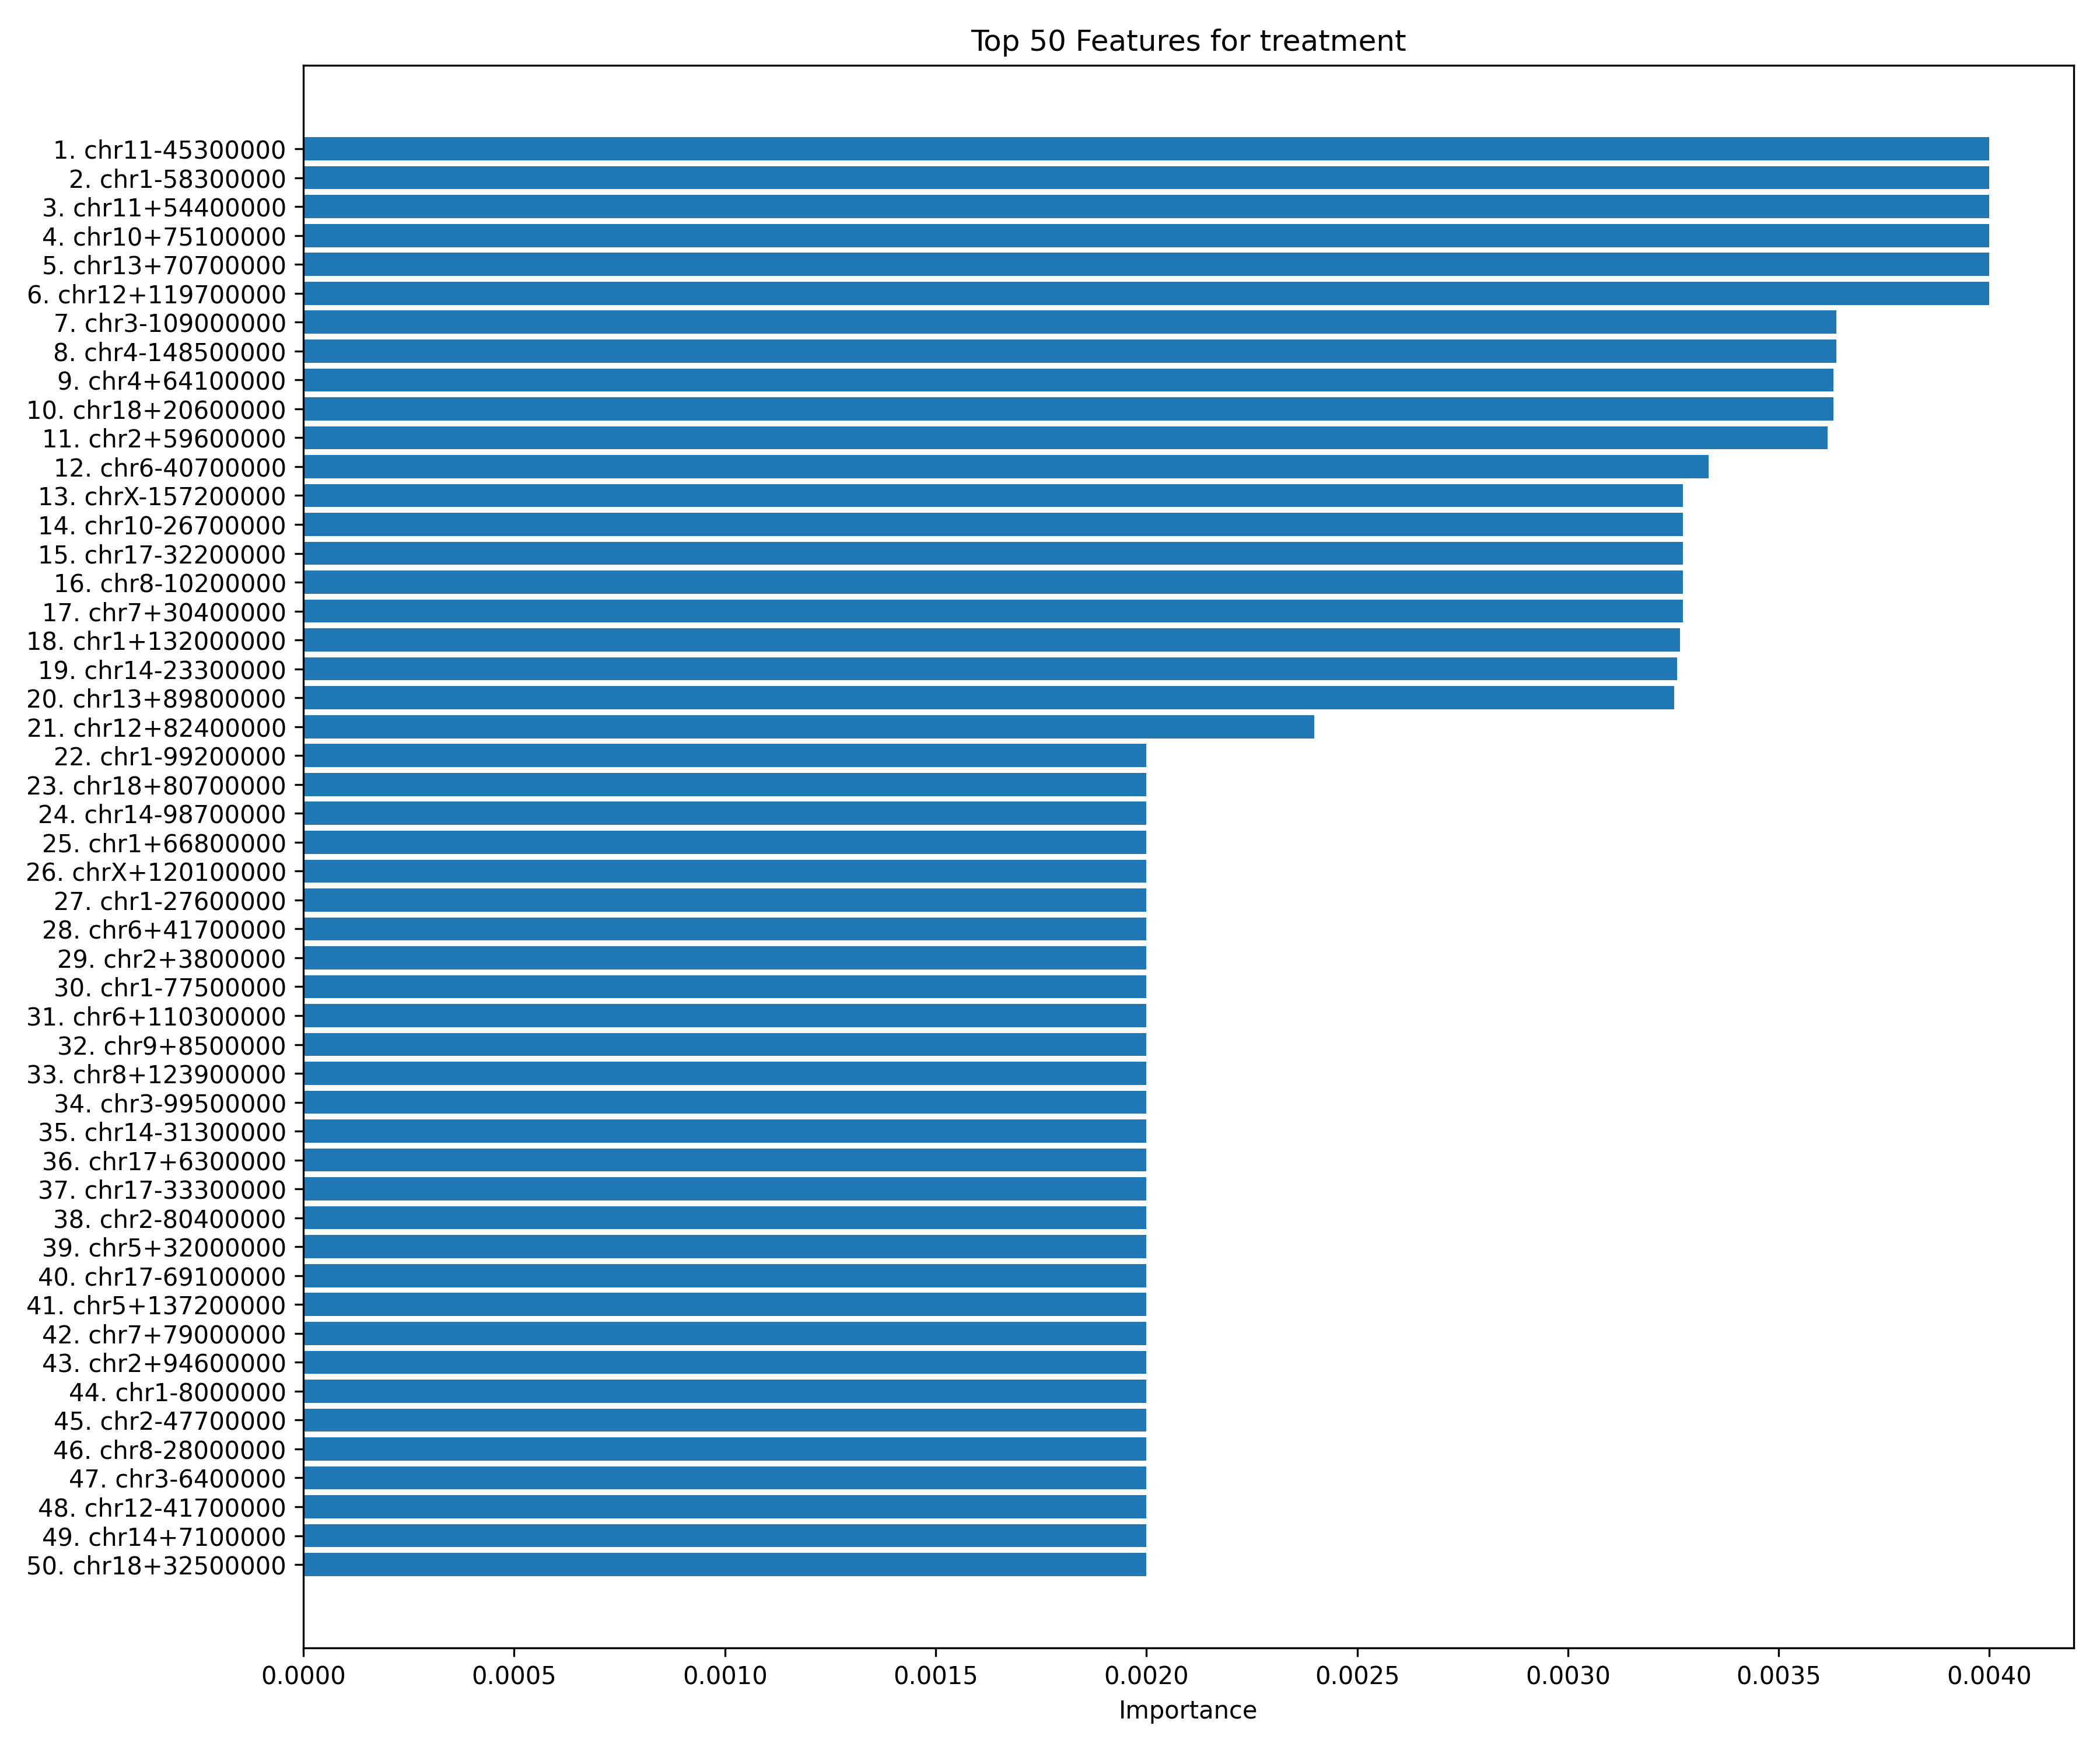 Top 50 Features for treatment
1. chr11-45300000
2. chr1-58300000
3. chr11+54400000
4. chr10+75100000
5. chr13+70700000
6. chr12+119700000
7. chr3-109000000
8. chr4-148500000
9. chr4+64100000
10. chr18+20600000
11. chr2+59600000
12. chr6-40700000
13. chrX-157200000
14. chr10-26700000
15. chr17-32200000
16. chr8-10200000
17. chr7+30400000
18. chr1+132000000
19. chr14-23300000
20. chr13+89800000
21. chr12+82400000
22. chr1-99200000
23. chr18+80700000
24. chr14-98700000
25. chr1+66800000
26. chrX+120100000
27. chr1-27600000
28. chr6+41700000
29. chr2+3800000
30. chr1-77500000
31. chr6+110300000
32. chr9+8500000
33. chr8+123900000
34. chr3-99500000
35. chr14-31300000
36. chr17+6300000
37. chr17-33300000
38. chr2-80400000
39. chr5+32000000
40. chr17-69100000
41. chr5+137200000
42. chr7+79000000
43. chr2+94600000
44. chr1-8000000
45. chr2-47700000
46. chr8-28000000
47. chr3-6400000
48. chr12-41700000
49. chr14+7100000
50. chr18+32500000
0.0000 0.0005 0.0010 0.0015 0.0020 0.0025 0.0030 0.0035 0.0040
Importance